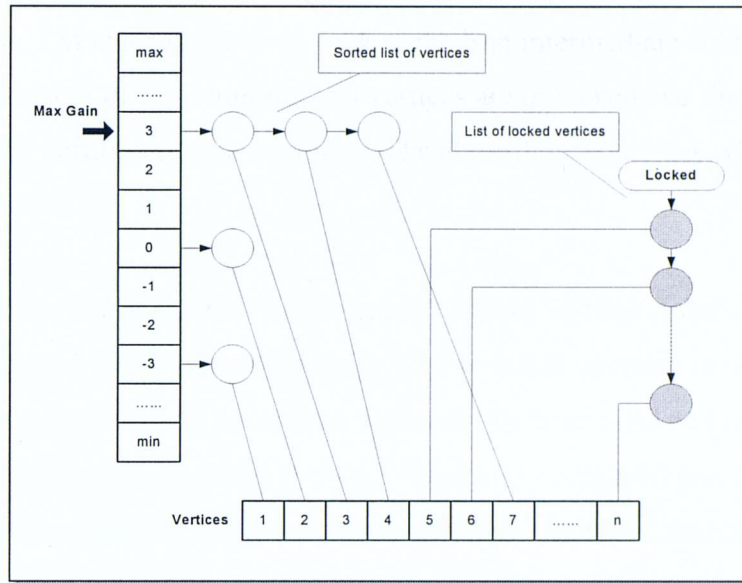 max
......
3
2
1
0
-1
-2
-3
......
min
Max Gain
Sorted list of vertices
List of locked vertices
Locked
Vertices 1 2 3 4 5 6 7 ...... n